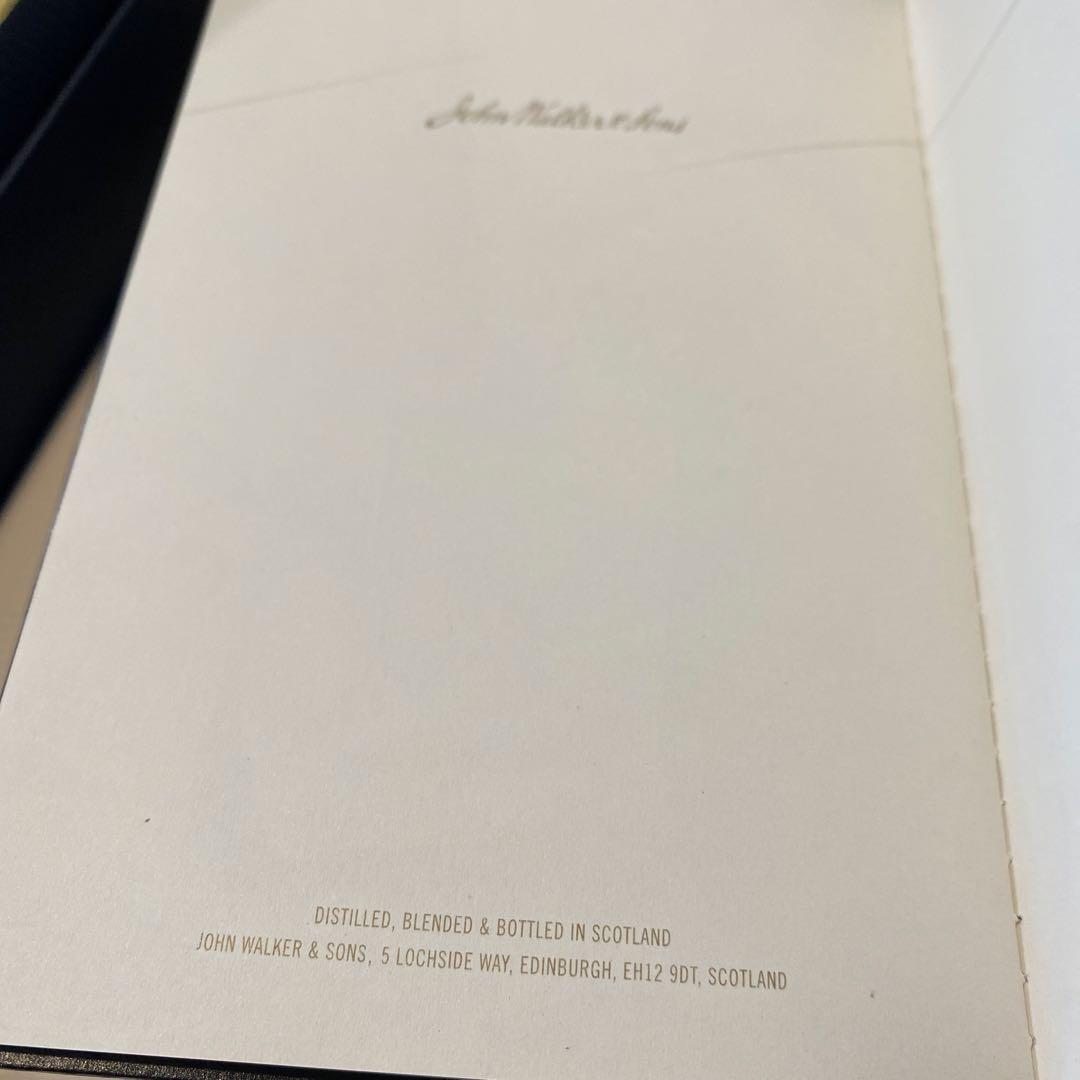 John Walker & Sons
DISTILLED, BLENDED & BOTTLED IN SCOTLAND
JOHN WALKER & SONS, 5 LOCHSIDE WAY, EDINBURGH, EH12 9DT, SCOTLAND